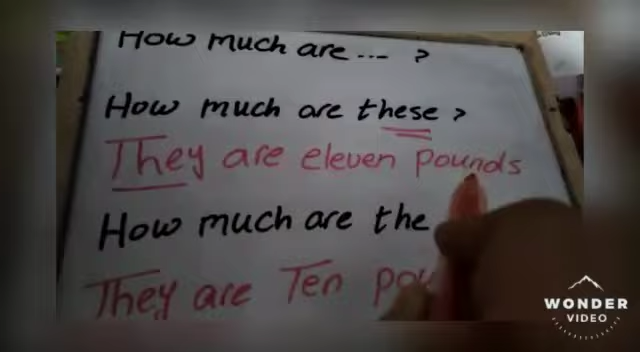 How much are ... ?
How much are these ?
They are eleven pounds
How much are the
They are Ten pou
WONDER
VIDEO